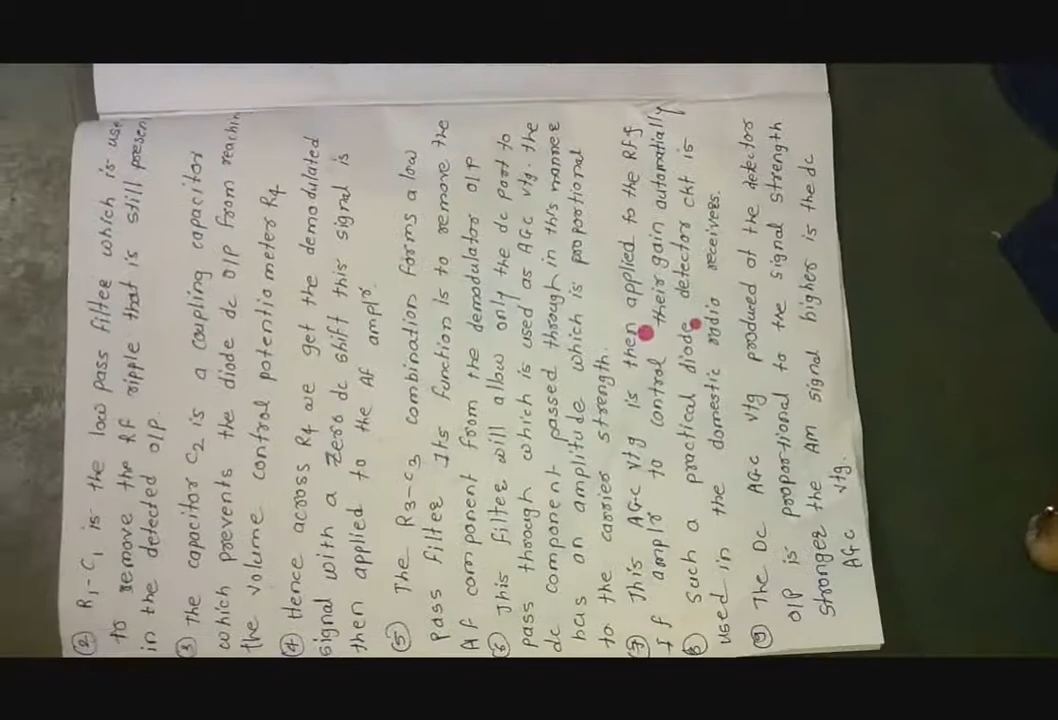 ② R1-C1 is the low pass filter which is use
to remove the RF ripple that is still presen
in the detected O/P.
③ The capacitor C2 is a coupling capacitor
which prevents the diode dc O/P from reachin
the volume control potentiometer R4
④ Hence across R4 we get the demodulated
signal with a zero dc shift this signal is
then applied to the AF amplr.
⑤ The R3-C3 combination forms a low
pass filter Its function is to remove the
AF component from the demodulator O/P
⑥ This filter will allow only the dc part to
pass through which is used as AGC vtg. the
dc component passed through in this manner
has an amplitude which is proportional
to the carrier strength.
⑦ This AGC vtg is then applied to the RF &
IF amplr to control their gain automatially
⑧ Such a practical diode detector ckt is
used in the domestic radio receivers.
⑨ The DC AGC vtg produced at the detector
O/P is proportional to the signal strength
stronger the AM signal higher is the dc
AGC vtg.